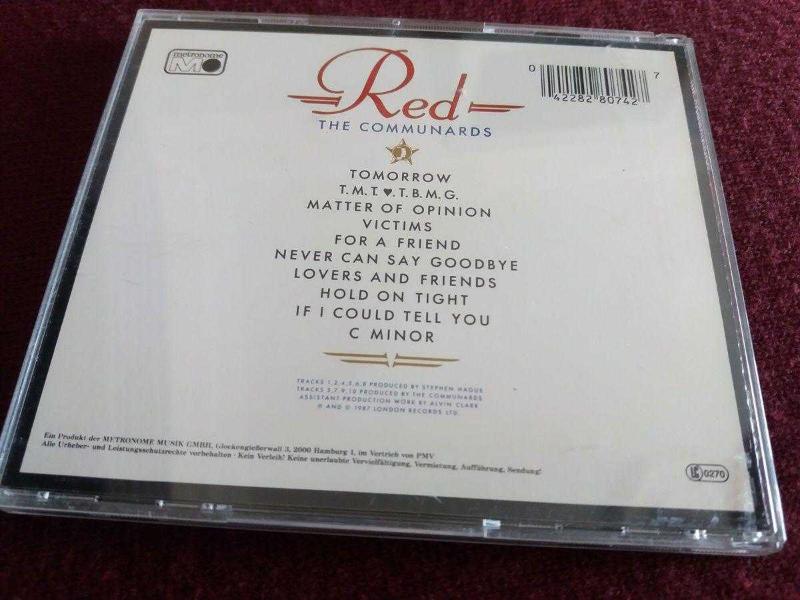 metronome
Red
0 42282 80742 7
THE COMMUNARDS
TOMORROW
T.M.T. ♥. T.B.M.G.
MATTER OF OPINION
VICTIMS
FOR A FRIEND
NEVER CAN SAY GOODBYE
LOVERS AND FRIENDS
HOLD ON TIGHT
IF I COULD TELL YOU
C MINOR
TRACKS 1,2,4,5,6,8 PRODUCED BY STEPHEN HAGUE
TRACKS 3,7,9,10 PRODUCED BY THE COMMUNARDS
ASSISTANT PRODUCTION WORK BY ALVIN CLARK
℗ AND © 1987 LONDON RECORDS LTD.
Ein Produkt der METRONOME MUSIK GMBH, Glockengießerwall 3, 2000 Hamburg 1, im Vertrieb von PMV
Alle Urheber- und Leistungsschutzrechte vorbehalten · Kein Verleih! Keine unerlaubte Vervielfältigung, Vermietung, Aufführung, Sendung!
LC 0270